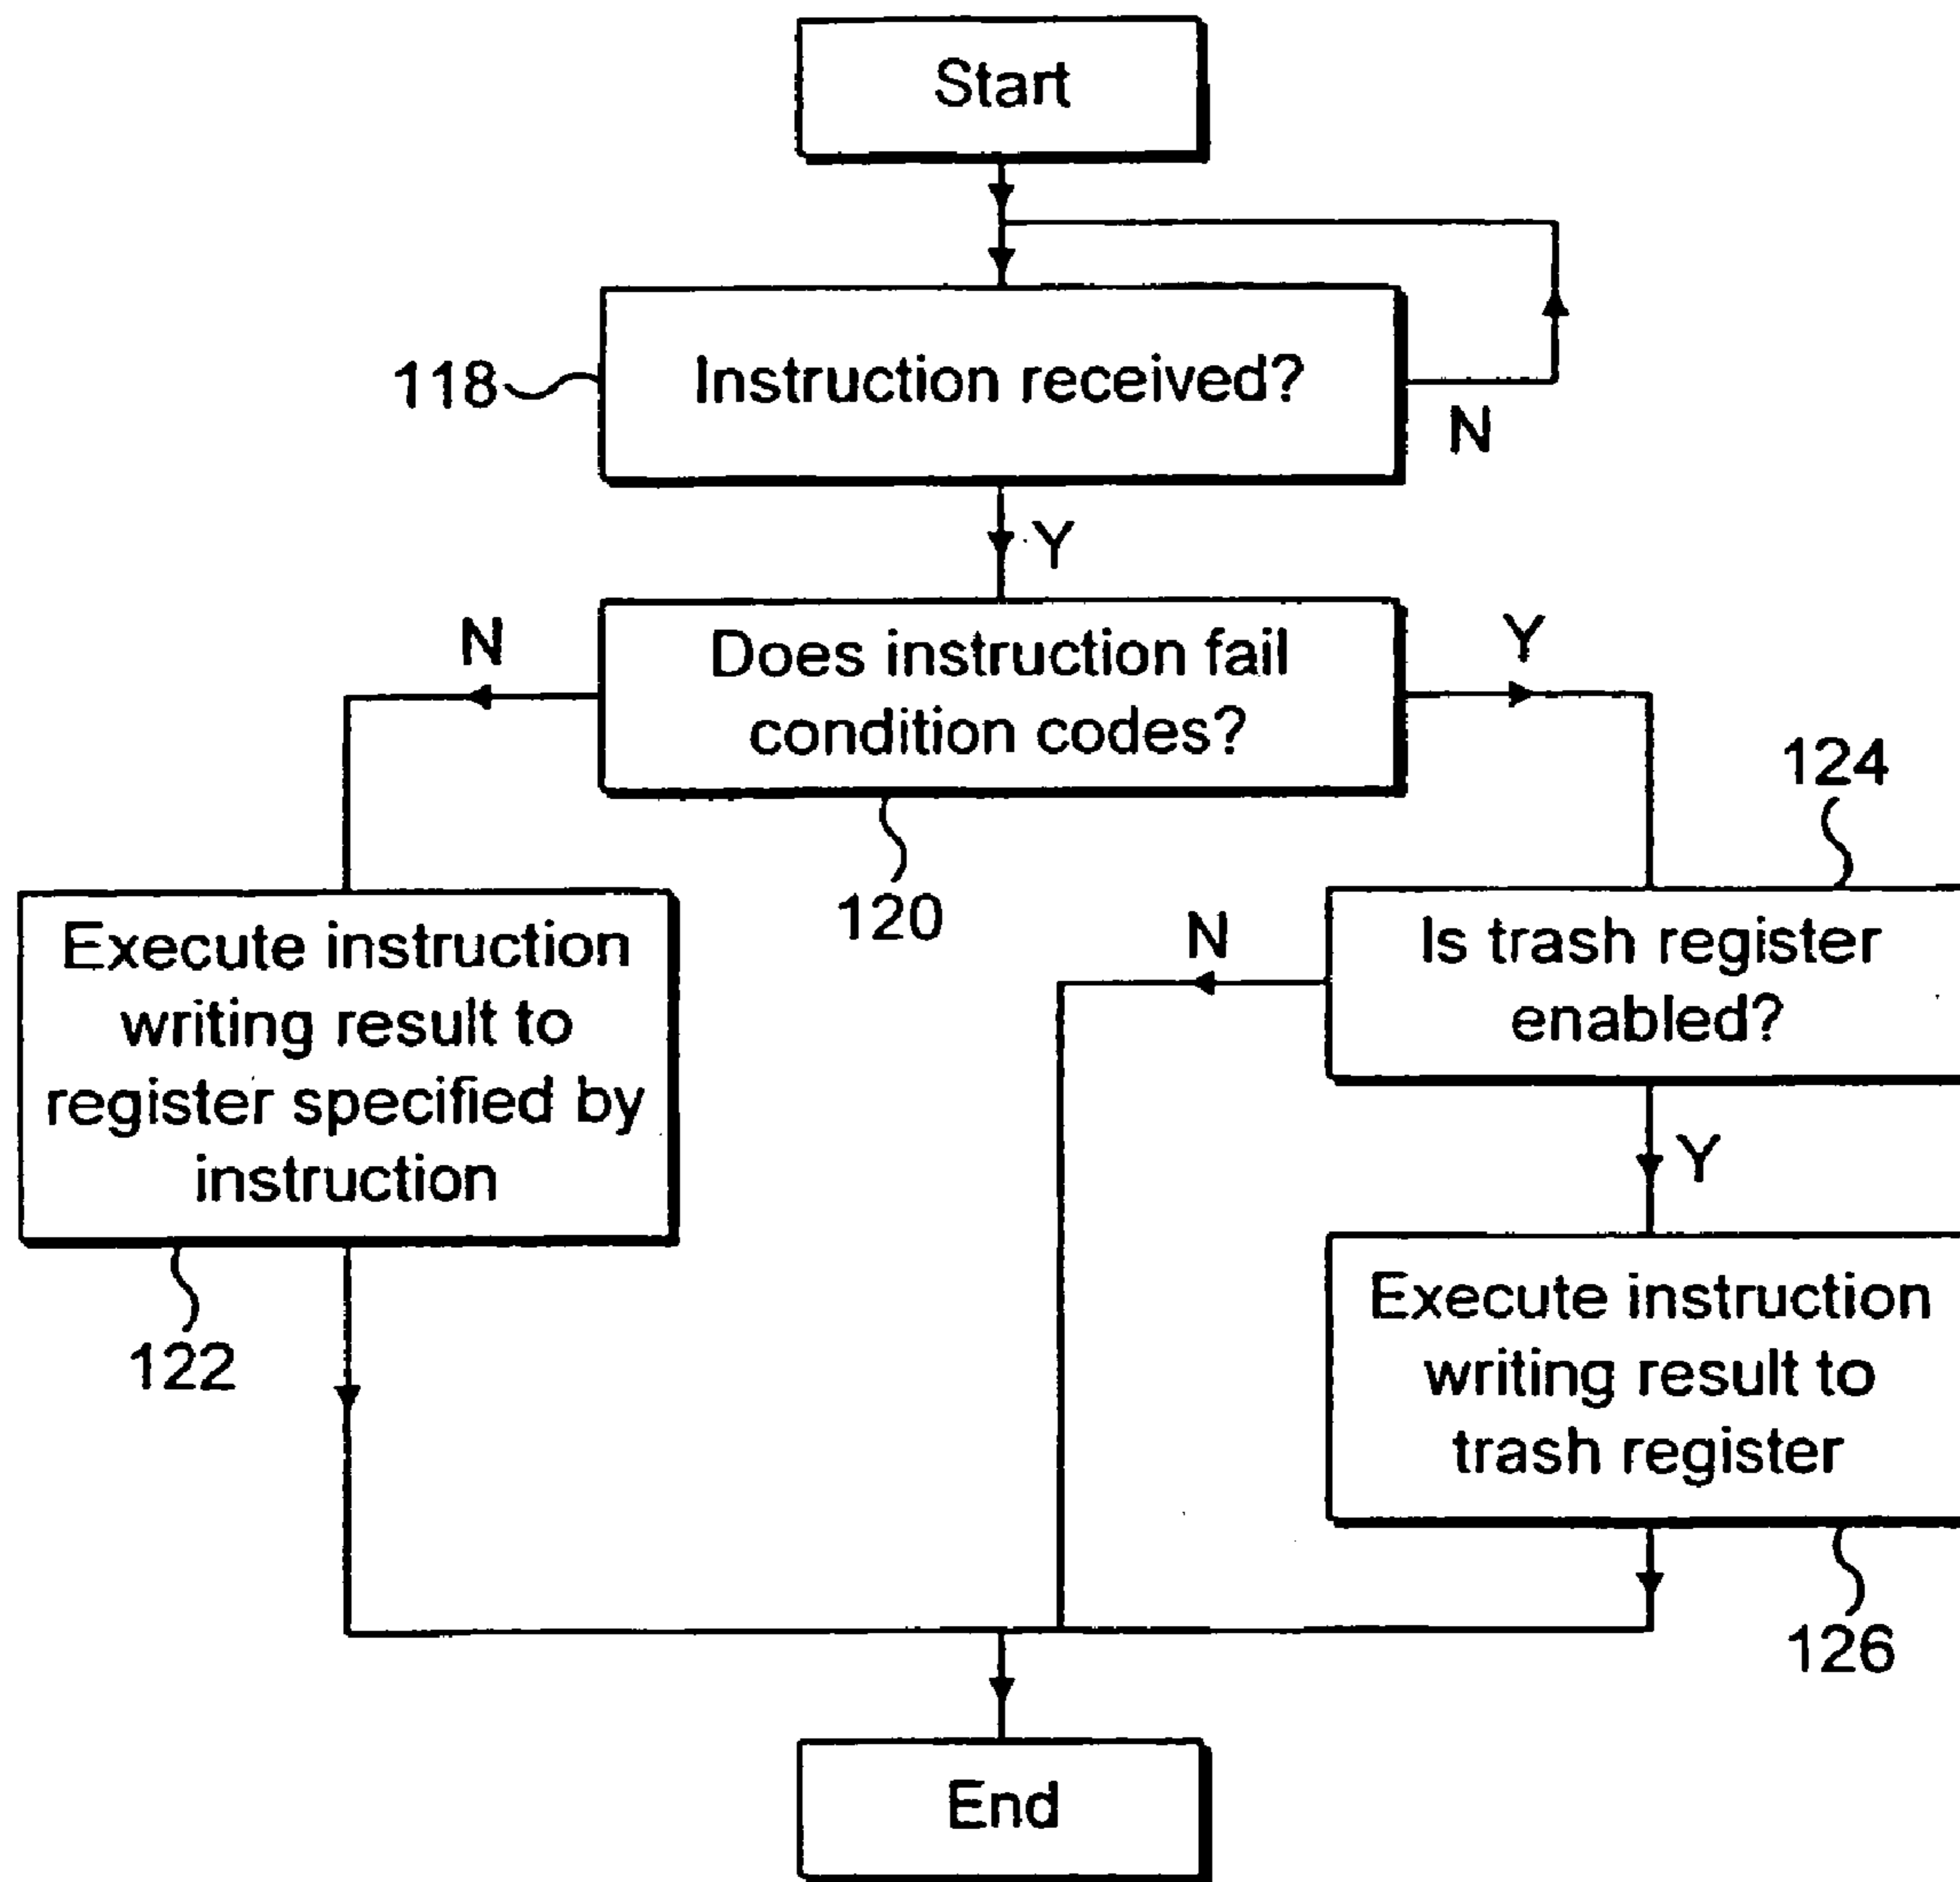 Start
118
Instruction received?
N
Y
N
Does instruction fail
condition codes?
Y
120
124
Execute instruction
writing result to
register specified by
instruction
N
Is trash register
enabled?
Y
122
Execute instruction
writing result to
trash register
126
End